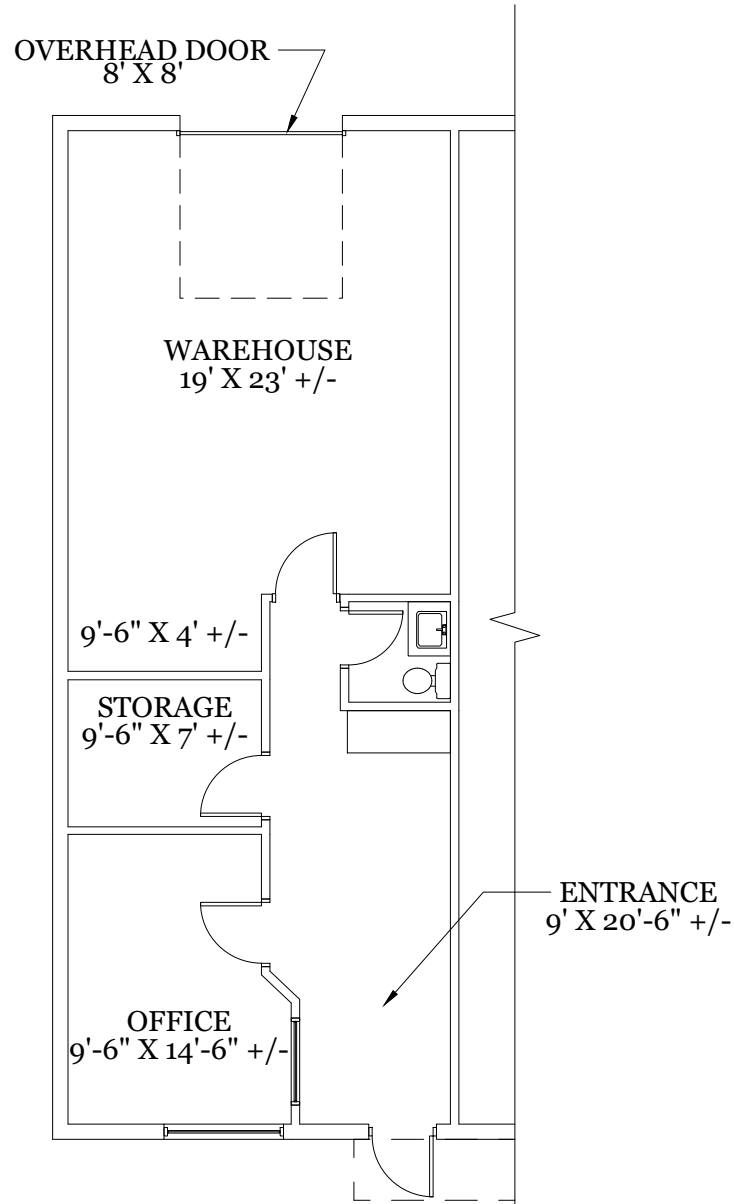 OVERHEAD DOOR
8' X 8'
WAREHOUSE
19' X 23' +/-
9'-6" X 4' +/-
STORAGE
9'-6" X 7' +/-
ENTRANCE
9' X 20'-6" +/-
OFFICE
9'-6" X 14'-6" +/-